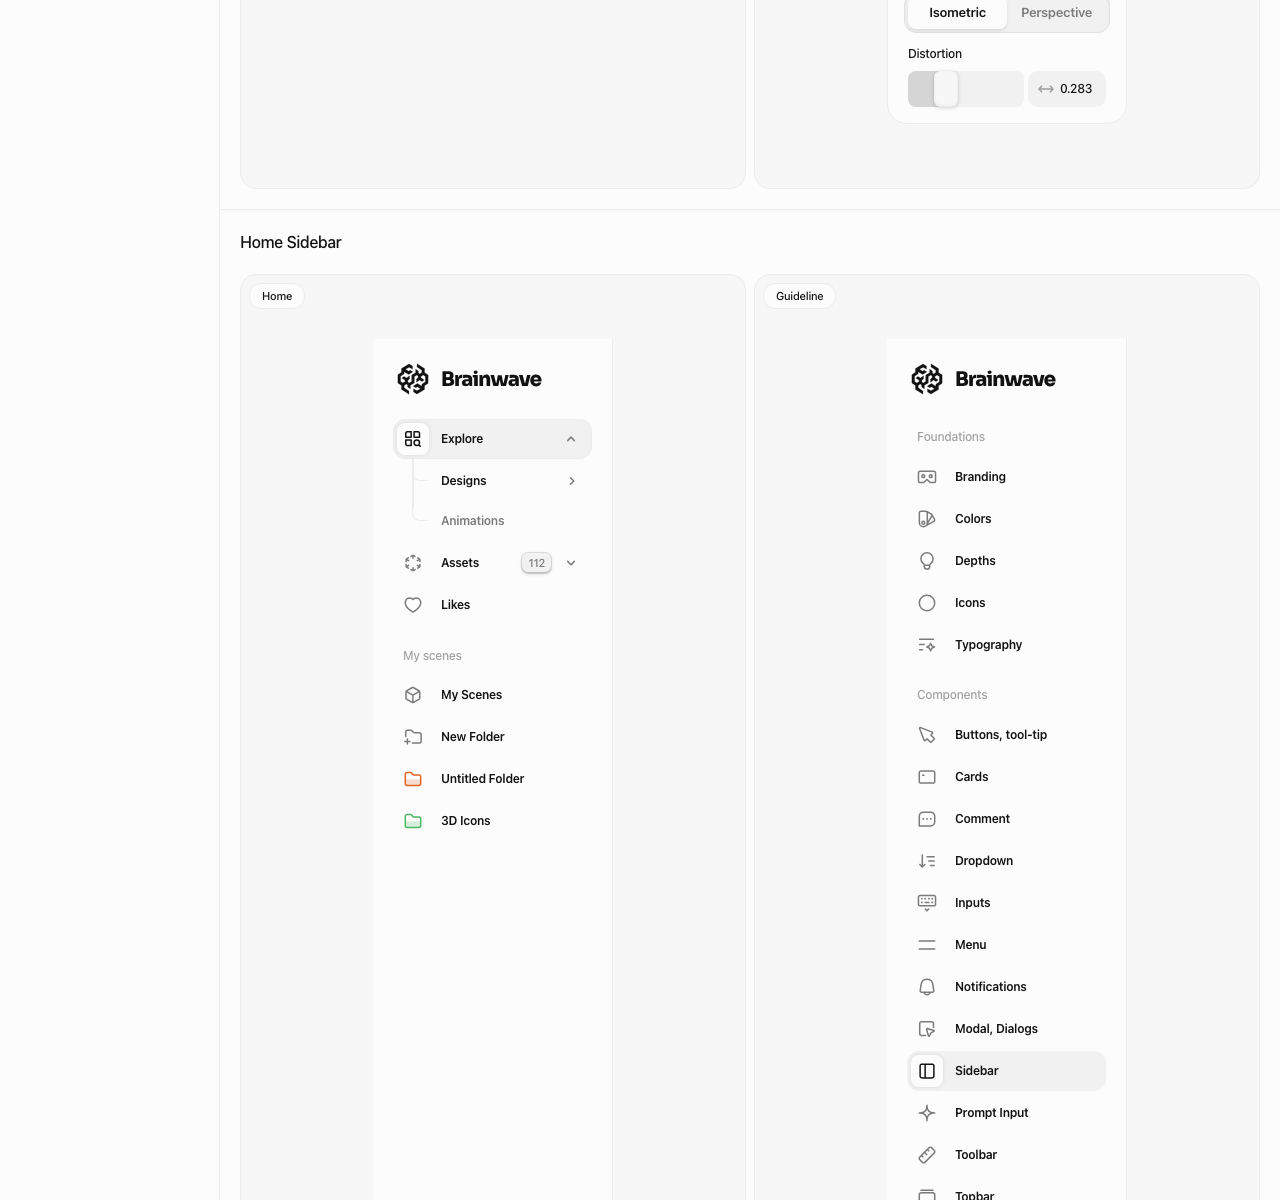 Isometric Perspective
Distortion
0.283
Home Sidebar
Home
Brainwave
Explore
Designs
Animations
Assets 112
Likes
My scenes
My Scenes
New Folder
Untitled Folder
3D Icons
Guideline
Brainwave
Foundations
Branding
Colors
Depths
Icons
Typography
Components
Buttons, tool-tip
Cards
Comment
Dropdown
Inputs
Menu
Notifications
Modal, Dialogs
Sidebar
Prompt Input
Toolbar
Topbar